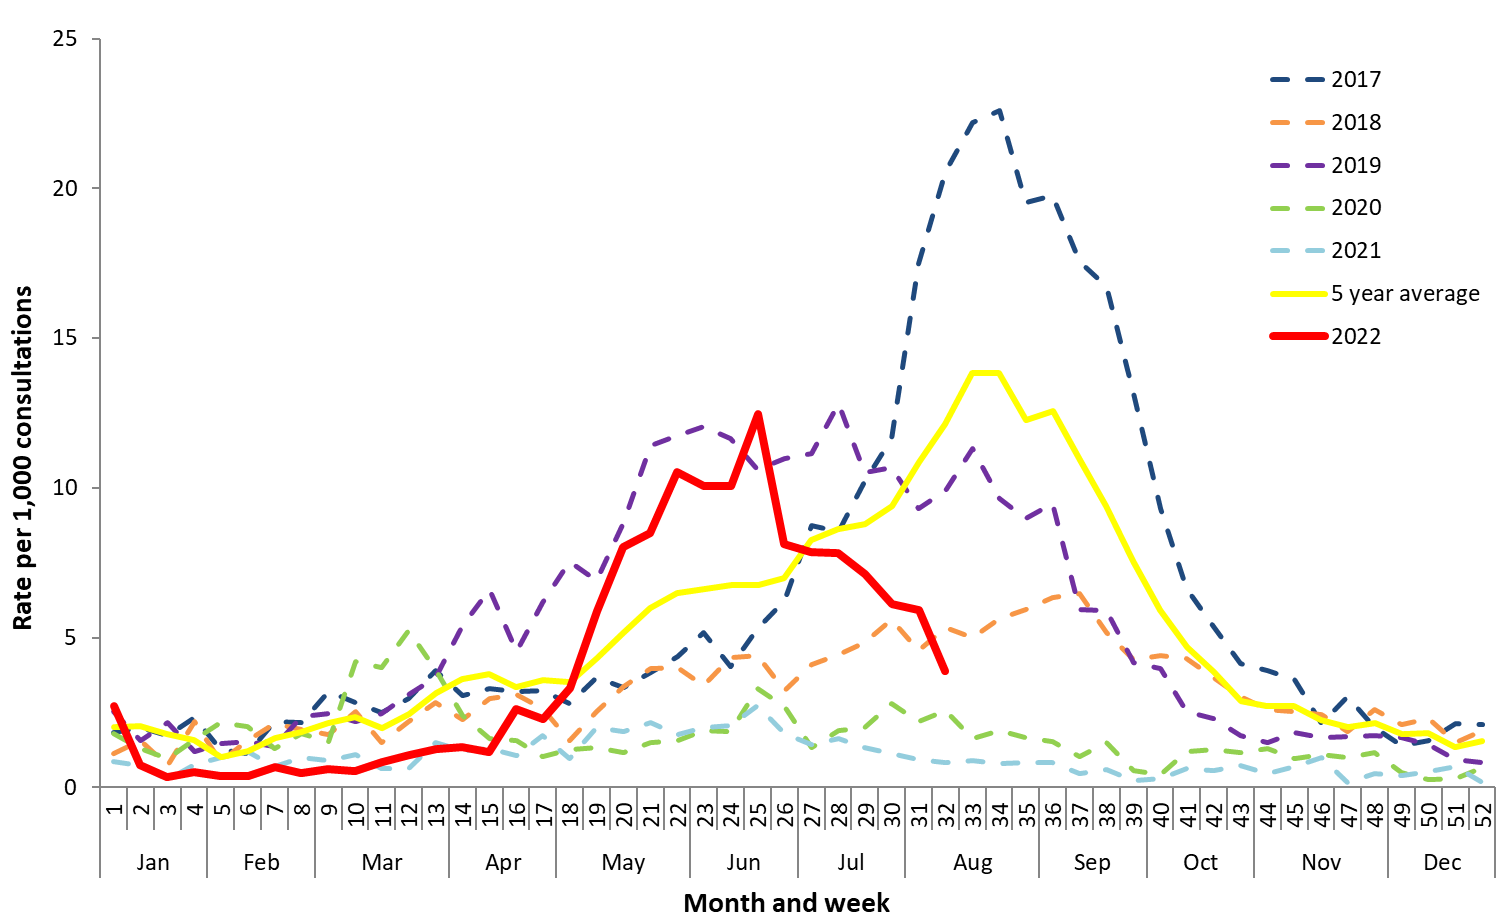 25
20
15
10
5
0
Rate per 1,000 consultations
2017
2018
2019
2020
2021
5 year average
2022
1 2 3 4 5 6 7 8 9 10 11 12 13 14 15 16 17 18 19 20 21 22 23 24 25 26 27 28 29 30 31 32 33 34 35 36 37 38 39 40 41 42 43 44 45 46 47 48 49 50 51 52
Jan Feb Mar Apr May Jun Jul Aug Sep Oct Nov Dec
Month and week